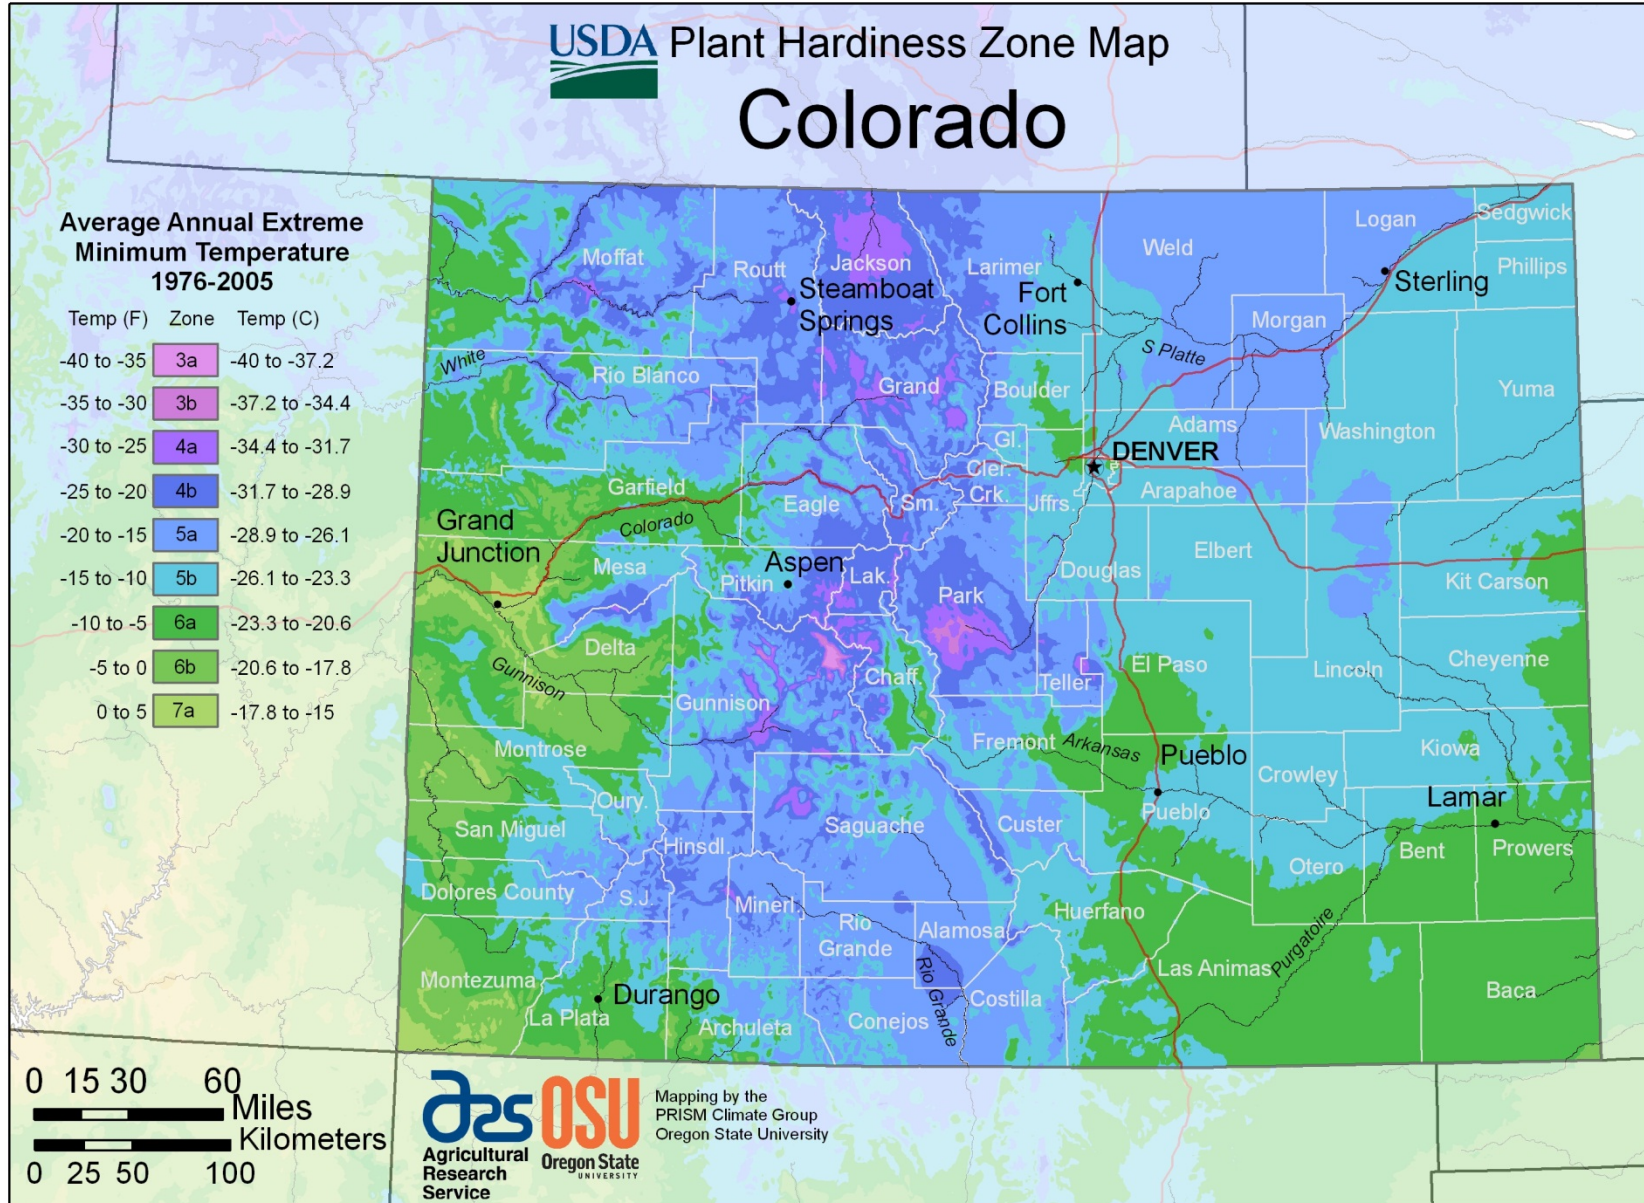 USDA Plant Hardiness Zone Map
Colorado
Average Annual Extreme
Minimum Temperature
1976-2005
Temp (F) Zone Temp (C)
-40 to -35 3a -40 to -37.2
-35 to -30 3b -37.2 to -34.4
-30 to -25 4a -34.4 to -31.7
-25 to -20 4b -31.7 to -28.9
-20 to -15 5a -28.9 to -26.1
-15 to -10 5b -26.1 to -23.3
-10 to -5 6a -23.3 to -20.6
-5 to 0 6b -20.6 to -17.8
0 to 5 7a -17.8 to -15
Moffat
Routt
Jackson
Larimer
Weld
Logan
Sedgwick
Phillips
Steamboat
Springs
Fort
Collins
Sterling
Morgan
S Platte
White
Rio Blanco
Grand
Boulder
Yuma
Washington
Adams
Gl.
DENVER
Cler.
Crk.
Jffrs.
Arapahoe
Garfield
Eagle
Sm.
Colorado
Grand
Junction
Mesa
Aspen
Pitkin
Lak.
Park
Douglas
Elbert
Kit Carson
Delta
Gunnison
Gunnison
Chaff.
Teller
El Paso
Lincoln
Cheyenne
Montrose
Fremont
Arkansas
Pueblo
Pueblo
Crowley
Kiowa
Lamar
Oury.
San Miguel
Hinsdl.
Saguache
Custer
Otero
Bent
Prowers
Dolores County
S.J.
Minerl
Rio
Grande
Alamosa
Huerfano
Rio Grande
Montezuma
La Plata
Durango
Archuleta
Conejos
Costilla
Las Animas
Purgatoire
Baca
0 15 30 60
Miles
Kilometers
0 25 50 100
ars
Agricultural
Research
Service
OSU
Oregon State
UNIVERSITY
Mapping by the
PRISM Climate Group
Oregon State University